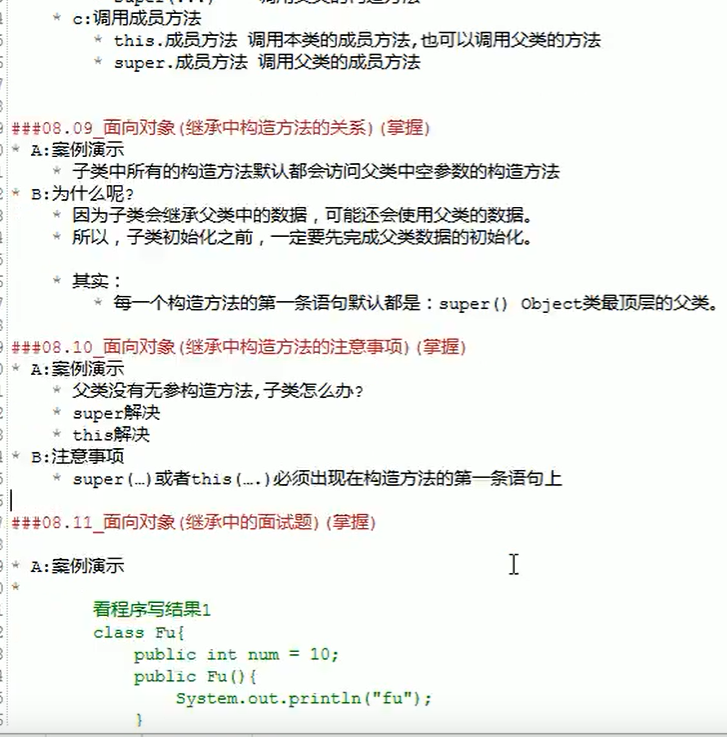 * c:调用成员方法
* this.成员方法 调用本类的成员方法,也可以调用父类的方法
* super.成员方法 调用父类的成员方法
###08.09_面向对象(继承中构造方法的关系)(掌握)
* A:案例演示
* 子类中所有的构造方法默认都会访问父类中空参数的构造方法
* B:为什么呢?
* 因为子类会继承父类中的数据，可能还会使用父类的数据。
* 所以，子类初始化之前，一定要先完成父类数据的初始化。
* 其实：
* 每一个构造方法的第一条语句默认都是：super() Object类最顶层的父类。
###08.10_面向对象(继承中构造方法的注意事项)(掌握)
* A:案例演示
* 父类没有无参构造方法,子类怎么办?
* super解决
* this解决
* B:注意事项
* super(…)或者this(….)必须出现在构造方法的第一条语句上
###08.11_面向对象(继承中的面试题)(掌握)
* A:案例演示
*
看程序写结果1
class Fu{
public int num = 10;
public Fu(){
System.out.println("fu");
}